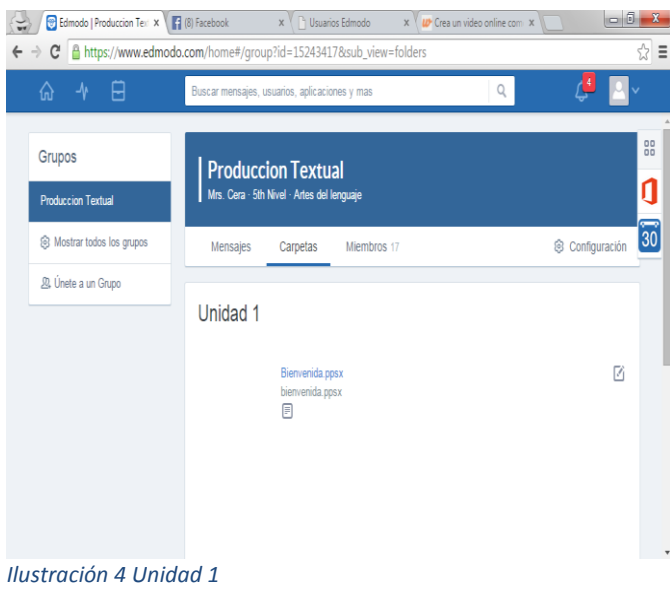 Edmodo | Produccion Tex
(8) Facebook
Usuarios Edmodo
Crea un video online com
https://www.edmodo.com/home#/group?id=15243417&sub_view=folders
Buscar mensajes, usuarios, aplicaciones y mas
4
Grupos
Produccion Textual
Mostrar todos los grupos
Únete a un Grupo
Produccion Textual
Mrs. Cera · 5th Nivel · Artes del lenguaje
Mensajes Carpetas Miembros 17 Configuración
30
Unidad 1
Bienvenida.ppsx
bienvenida.ppsx
Ilustración 4 Unidad 1